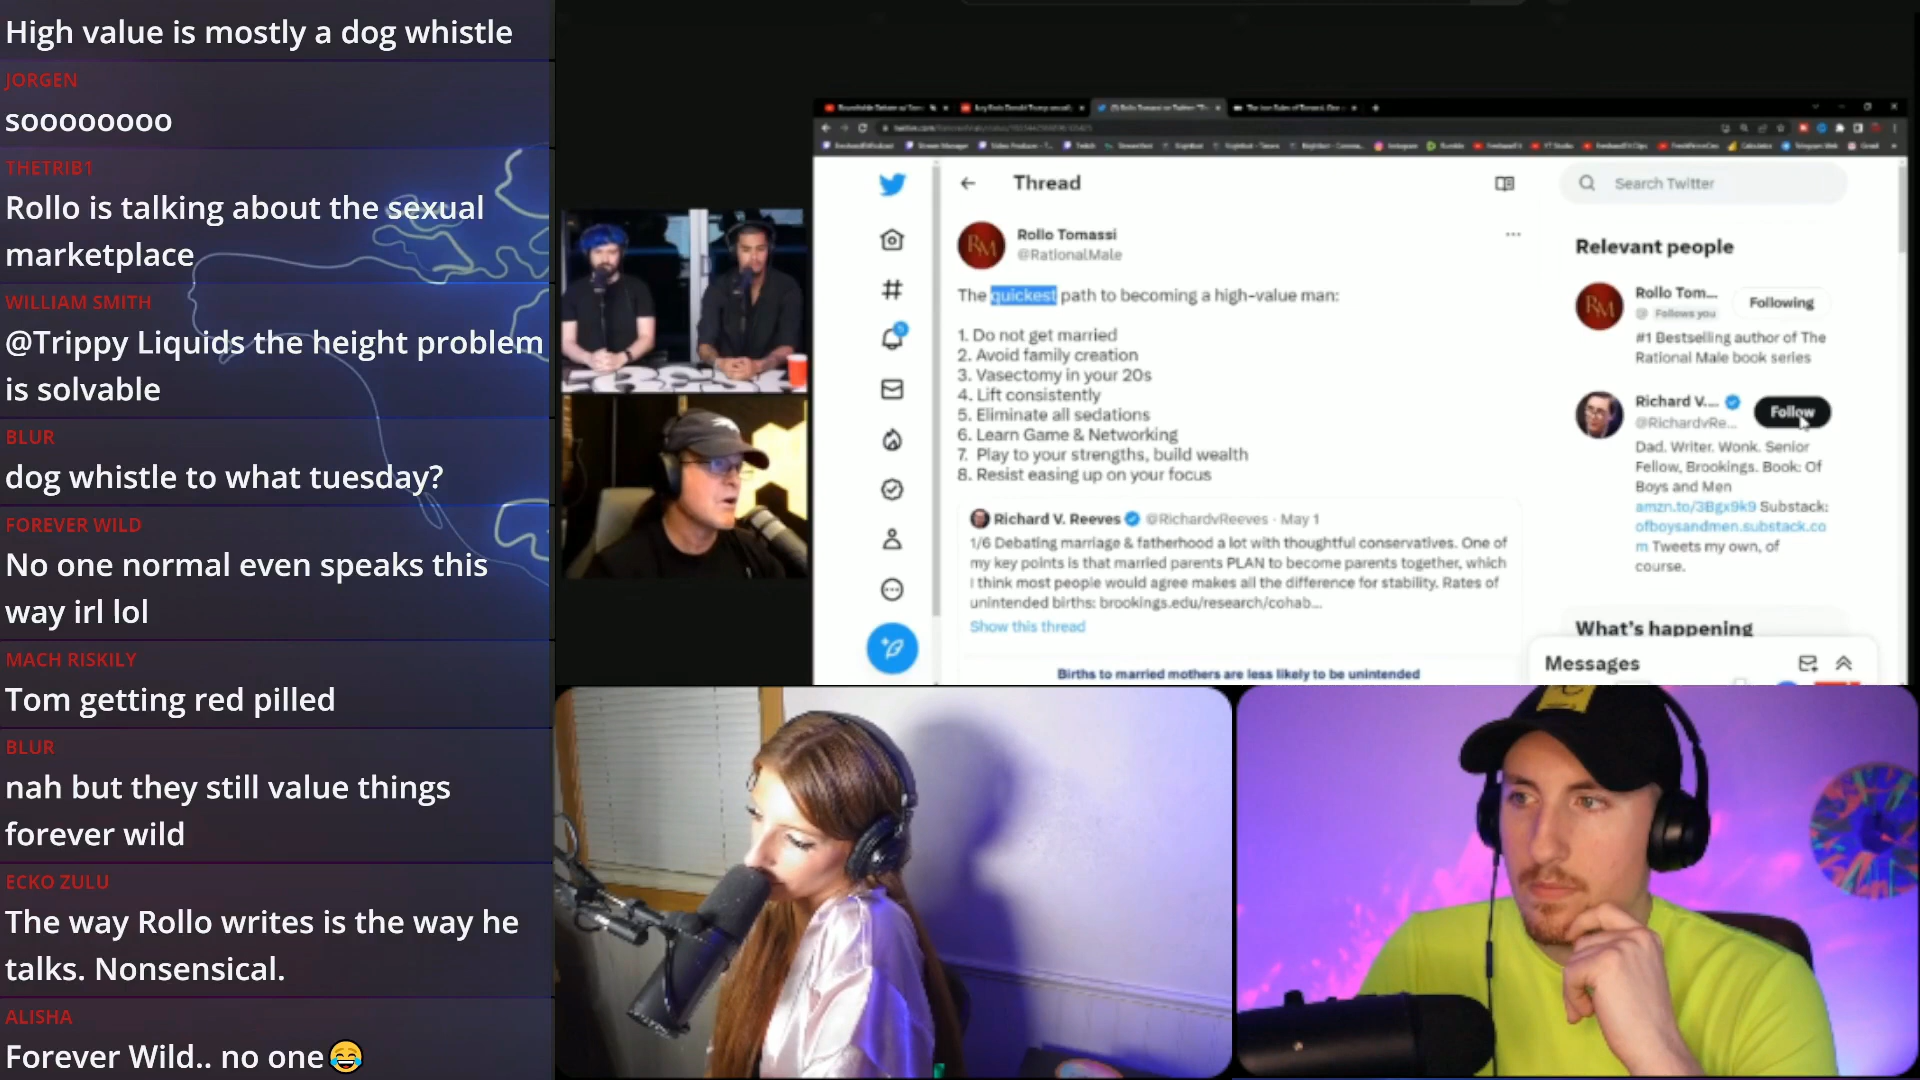 High value is mostly a dog whistle
JORGEN
soooooooo
THETRIB1
Rollo is talking about the sexual
marketplace
WILLIAM SMITH
@Trippy Liquids the height problem
is solvable
BLUR
dog whistle to what tuesday?
FOREVER WILD
No one normal even speaks this
way irl lol
MACH RISKILY
Tom getting red pilled
BLUR
nah but they still value things
forever wild
ECKO ZULU
The way Rollo writes is the way he
talks. Nonsensical.
ALISHA
Forever Wild.. no one😂
Thread
Rollo Tomassi
@RationalMale
The quickest path to becoming a high-value man:
1. Do not get married
2. Avoid family creation
3. Vasectomy in your 20s
4. Lift consistently
5. Eliminate all sedations
6. Learn Game & Networking
7. Play to your strengths, build wealth
8. Resist easing up on your focus
Richard V. Reeves @RichardvReeves · May 1
1/6 Debating marriage & fatherhood a lot with thoughtful conservatives. One of
my key points is that married parents PLAN to become parents together, which
I think most people would agree makes all the difference for stability. Rates of
unintended births: brookings.edu/research/cohab...
Show this thread
Births to married mothers are less likely to be unintended
Search Twitter
Relevant people
Rollo Tom...
Following
@ Follows you
#1 Bestselling author of The
Rational Male book series
Richard V....
Follow
@RichardvRe...
Dad. Writer. Wonk. Senior
Fellow, Brookings. Book: Of
Boys and Men
amzn.to/3Bgx9k9 Substack:
ofboysandmen.substack.co
m Tweets my own, of
course.
What's happening
Messages